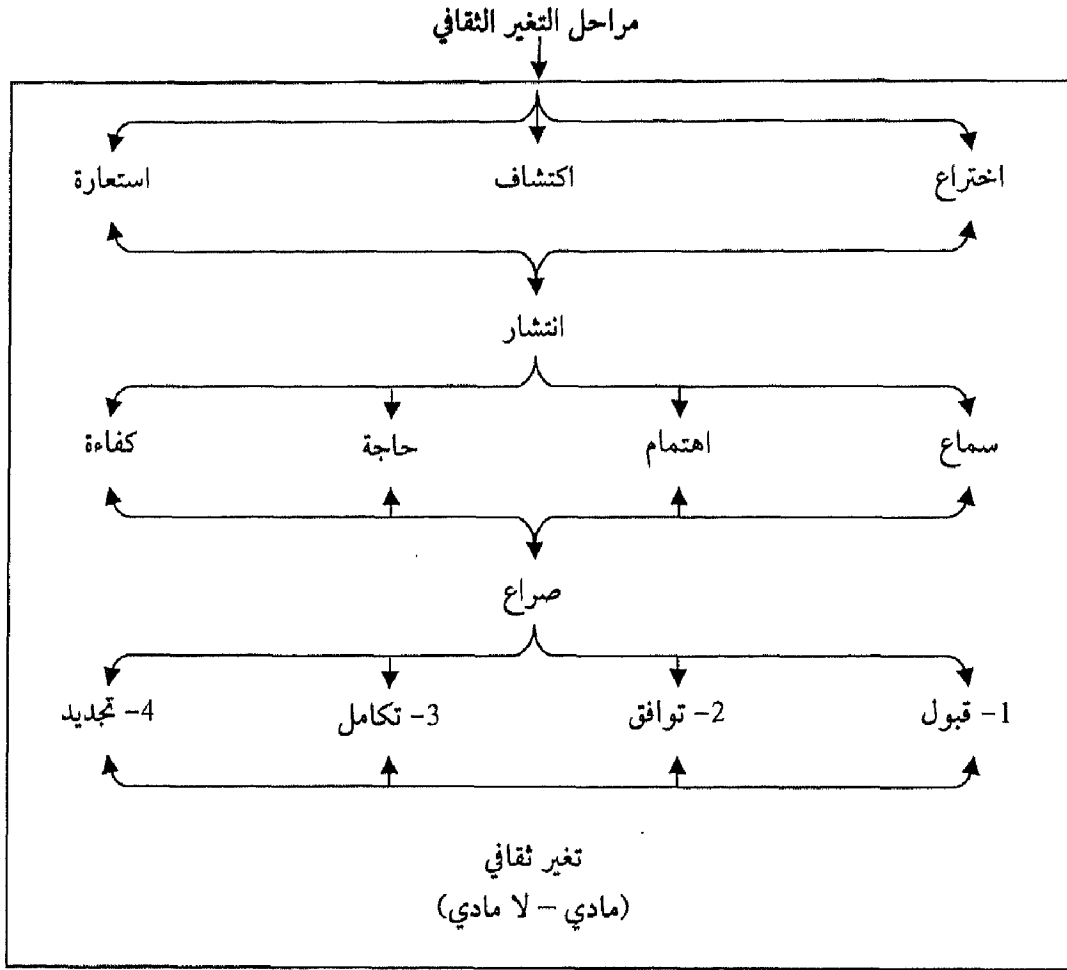 مراحل التغير الثقافي
اختراع اكتشاف استعارة
انتشار
سماع اهتمام حاجة كفاءة
صراع
1- قبول 2- توافق 3- تكامل 4- تجديد
تغير ثقافي
(مادي – لا مادي)